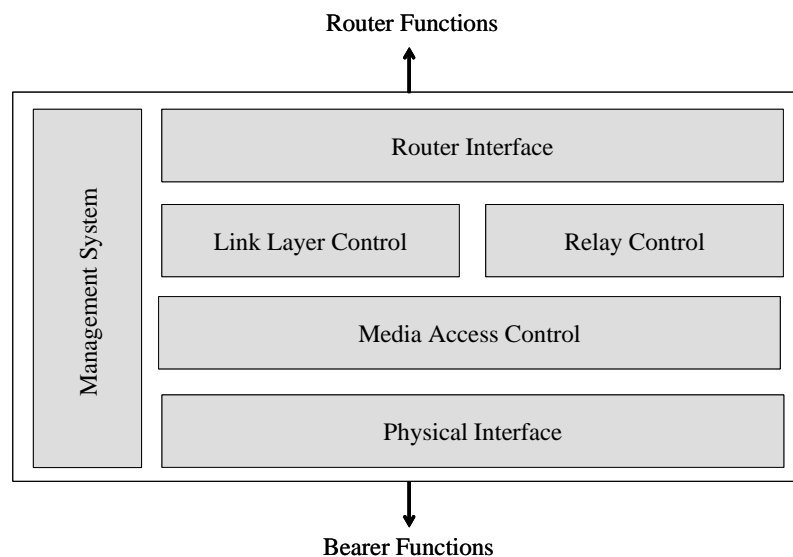 Router Functions
Management System
Router Interface
Link Layer Control
Relay Control
Media Access Control
Physical Interface
Bearer Functions